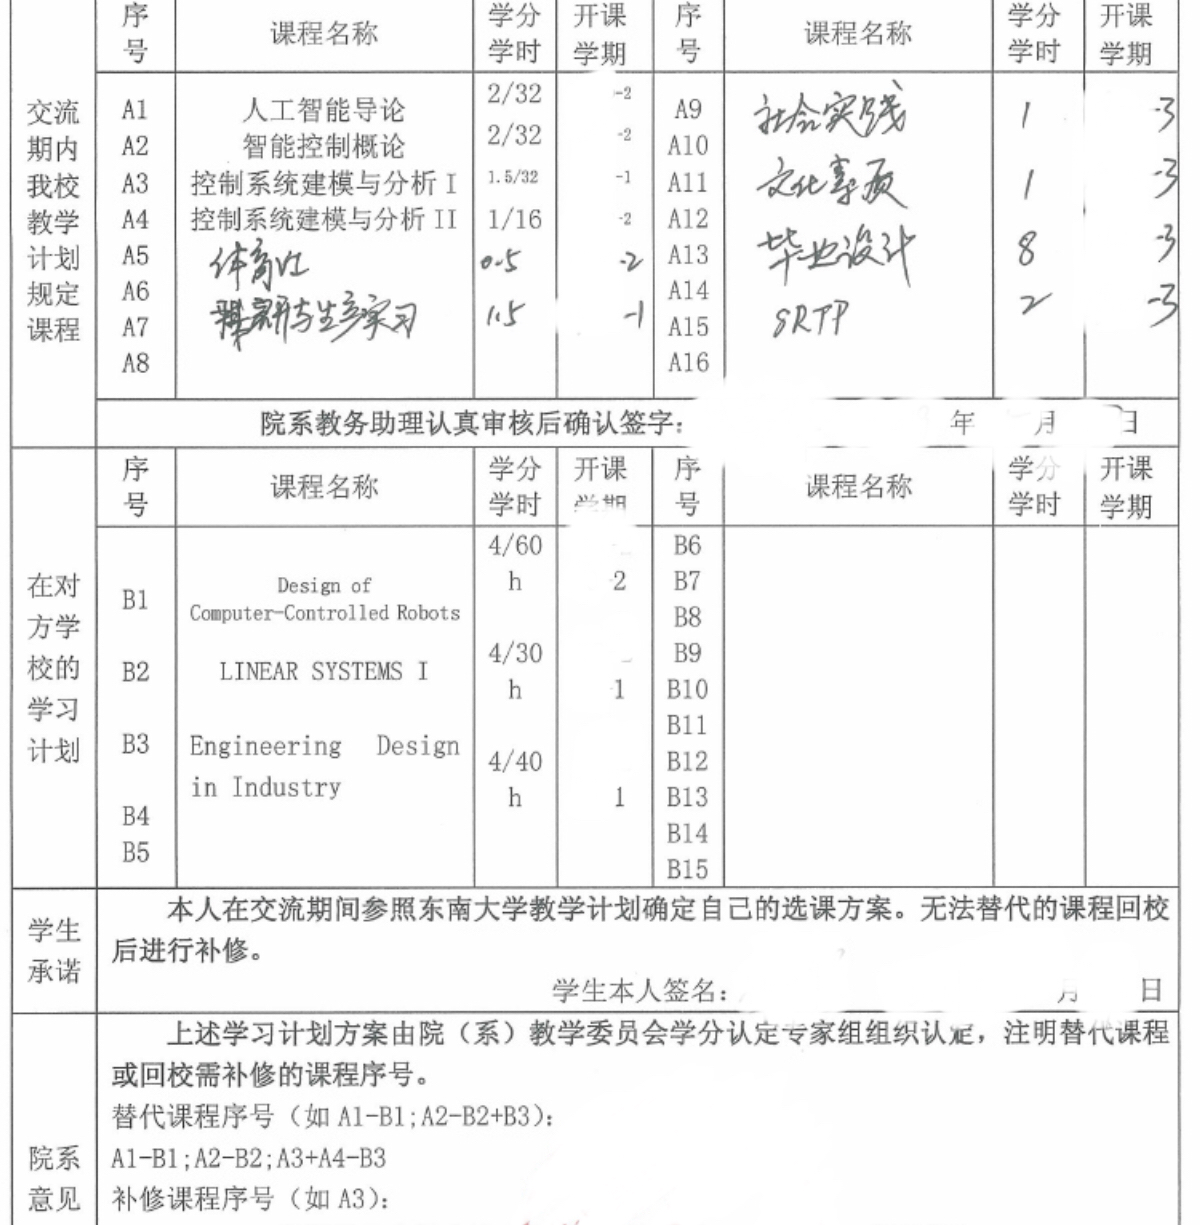 序号 课程名称 学分学时 开课学期 序号 课程名称 学分学时 开课学期
交流期内我校教学计划规定课程
A1 人工智能导论 2/32 -2 A9 社会实践 1 -3
A2 智能控制概论 2/32 -2 A10
A3 控制系统建模与分析 I 1.5/32 -1 A11 文化素质 1 -3
A4 控制系统建模与分析 II 1/16 -2 A12
A5 体育 0.5 -2 A13 毕业设计 8 -3
A6 A14
A7 与生产实习 1.5 -1 A15 SRTP 2 -3
A8 A16
院系教务助理认真审核后确认签字: 年 月 日
序号 课程名称 学分学时 开课学期 序号 课程名称 学分学时 开课学期
在对方学校的学习计划
B1 Design of Computer-Controlled Robots 4/60 h 2
B2 LINEAR SYSTEMS I 4/30 h 1
B3 Engineering Design in Industry 4/40 h 1
B4
B5
B6
B7
B8
B9
B10
B11
B12
B13
B14
B15
学生承诺
本人在交流期间参照东南大学教学计划确定自己的选课方案。无法替代的课程回校
后进行补修。
学生本人签名: 月 日
院系意见
上述学习计划方案由院（系）教学委员会学分认定专家组组织认定，注明替代课程
或回校需补修的课程序号。
替代课程序号（如 A1-B1;A2-B2+B3）:
A1-B1;A2-B2;A3+A4-B3
补修课程序号（如 A3）: